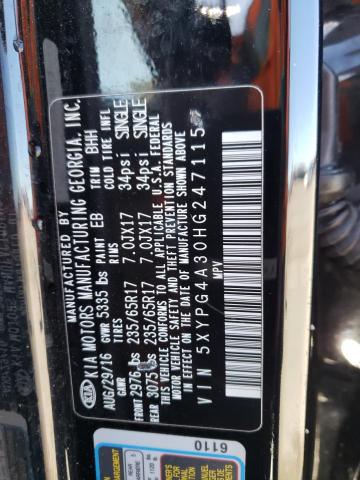 MANUFACTURED BY
KIA KIA MOTORS MANUFACTURING GEORGIA, INC.
AUG/29/16 GVWR 5335 lbs PAINT EB TRIM BHH
GAWR TIRES RIMS
FRONT 2976 lbs 235/65R17 7.0JX17 34psi SINGLE
REAR 3075 lbs 235/65R17 7.0JX17 34psi SINGLE
THIS VEHICLE CONFORMS TO ALL APPLICABLE U.S.A FEDERAL
MOTOR VEHICLE SAFETY AND THEFT PREVENTION STANDARDS
IN EFFECT ON THE DATE OF MANUFACTURE SHOWN ABOVE.
VIN 5XYPG4A30HG247115
MPV
6110